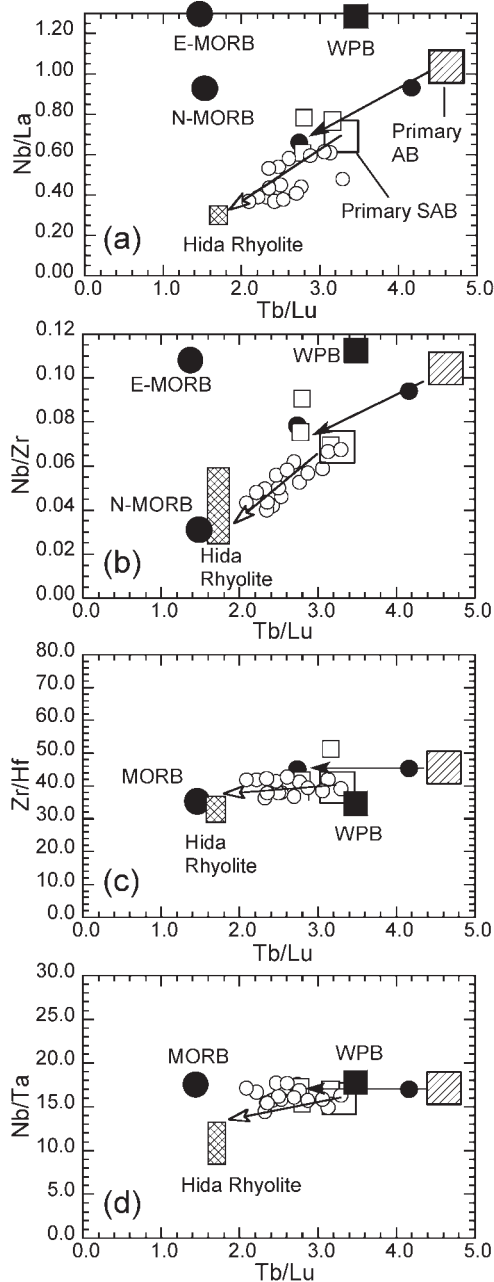 E-MORB
WPB
1.20
1.00
N-MORB
0.80
Nb/La
Primary
AB
0.60
0.40
Primary SAB
0.20
(a)
Hida Rhyolite
0.00
0.0 1.0 2.0 3.0 4.0 5.0
Tb/Lu
0.12
WPB
E-MORB
0.10
0.08
Nb/Zr
0.06
0.04
N-MORB
0.02
(b)
Hida
Rhyolite
0.00
0.0 1.0 2.0 3.0 4.0 5.0
Tb/Lu
80.0
70.0
60.0
50.0
Zr/Hf
MORB
40.0
30.0
WPB
20.0
Hida
Rhyolite
10.0
(c)
0.0
0.0 1.0 2.0 3.0 4.0 5.0
Tb/Lu
30.0
25.0
MORB
WPB
20.0
Nb/Ta
15.0
10.0
Hida Rhyolite
5.0
(d)
0.0
0.0 1.0 2.0 3.0 4.0 5.0
Tb/Lu